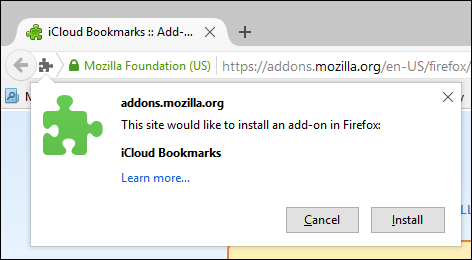 iCloud Bookmarks :: Add-...
Mozilla Foundation (US) https://addons.mozilla.org/en-US/firefox/
addons.mozilla.org
This site would like to install an add-on in Firefox:
iCloud Bookmarks
Learn more...
Cancel Install